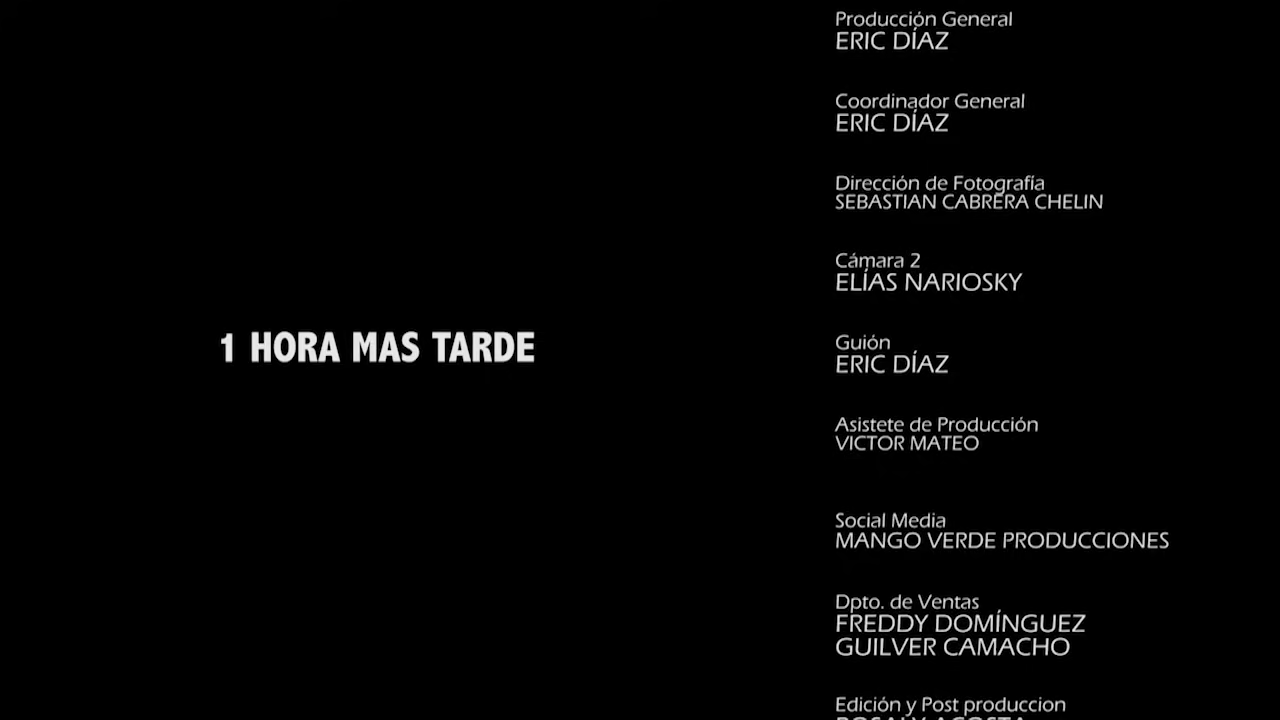 1 HORA MAS TARDE
Producción General
ERIC DÍAZ
Coordinador General
ERIC DÍAZ
Dirección de Fotografía
SEBASTIAN CABRERA CHELIN
Cámara 2
ELÍAS NARIOSKY
Guión
ERIC DÍAZ
Asistete de Producción
VICTOR MATEO
Social Media
MANGO VERDE PRODUCCIONES
Dpto. de Ventas
FREDDY DOMÍNGUEZ
GUILVER CAMACHO
Edición y Post produccion